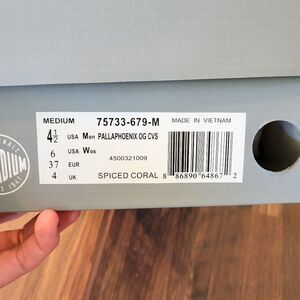 MEDIUM 75733-679-M MADE IN VIETNAM
4½ USA Men PALLAPHOENIX OG CVS
6 USA Wos
37 EUR 4500321009
4 UK SPICED CORAL 8 86890 64867 2